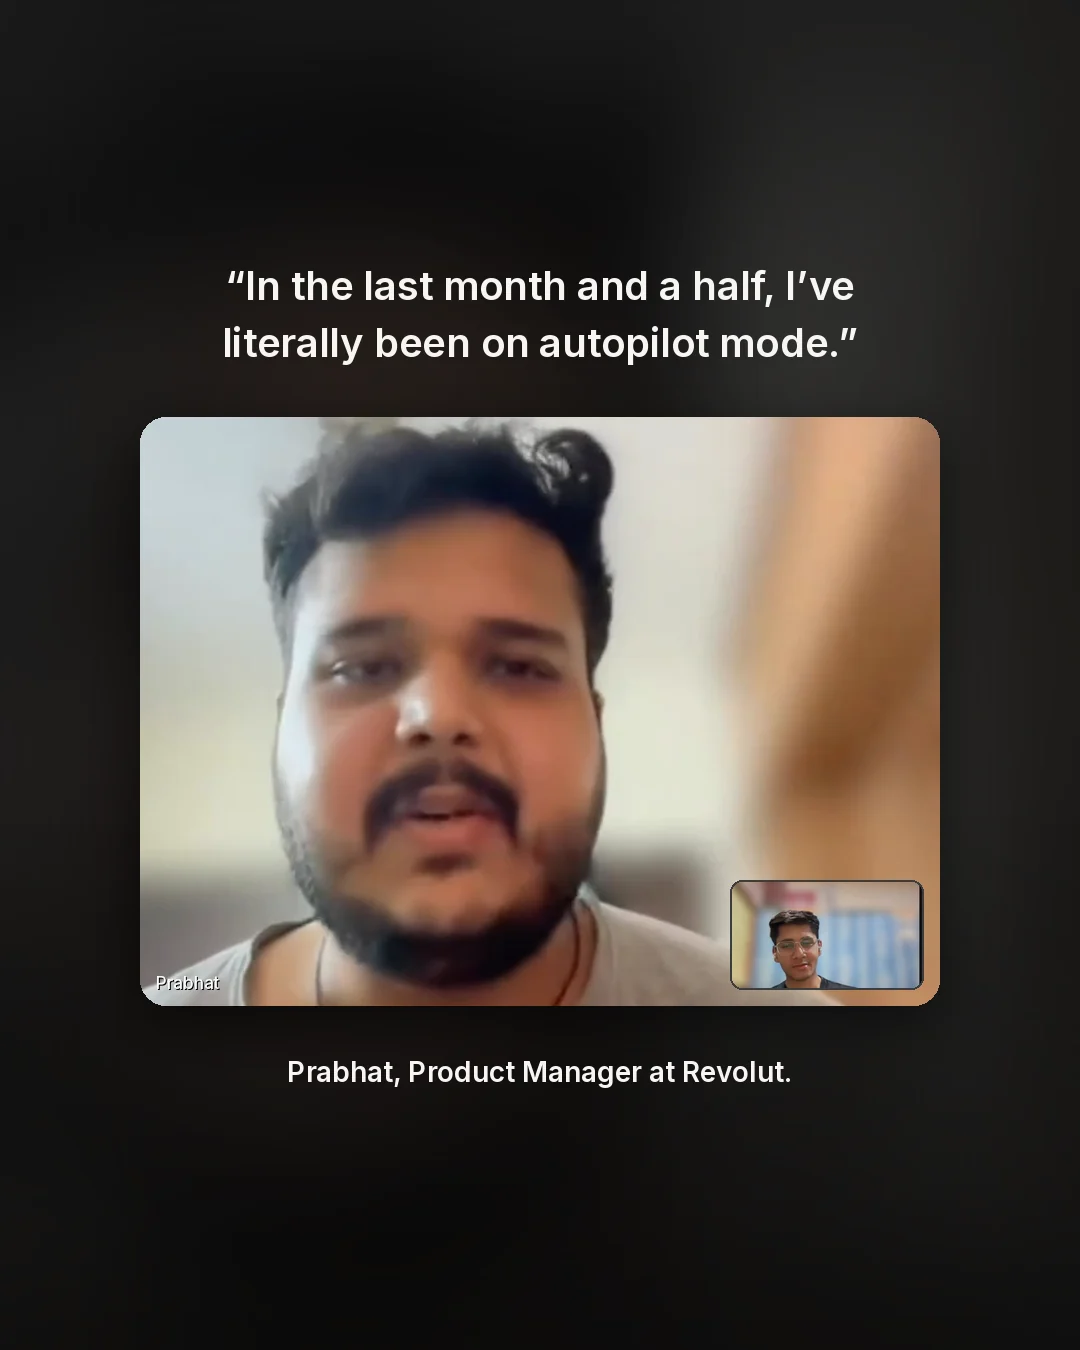 “In the last month and a half, I’ve
literally been on autopilot mode.”
Prabhat
Prabhat, Product Manager at Revolut.